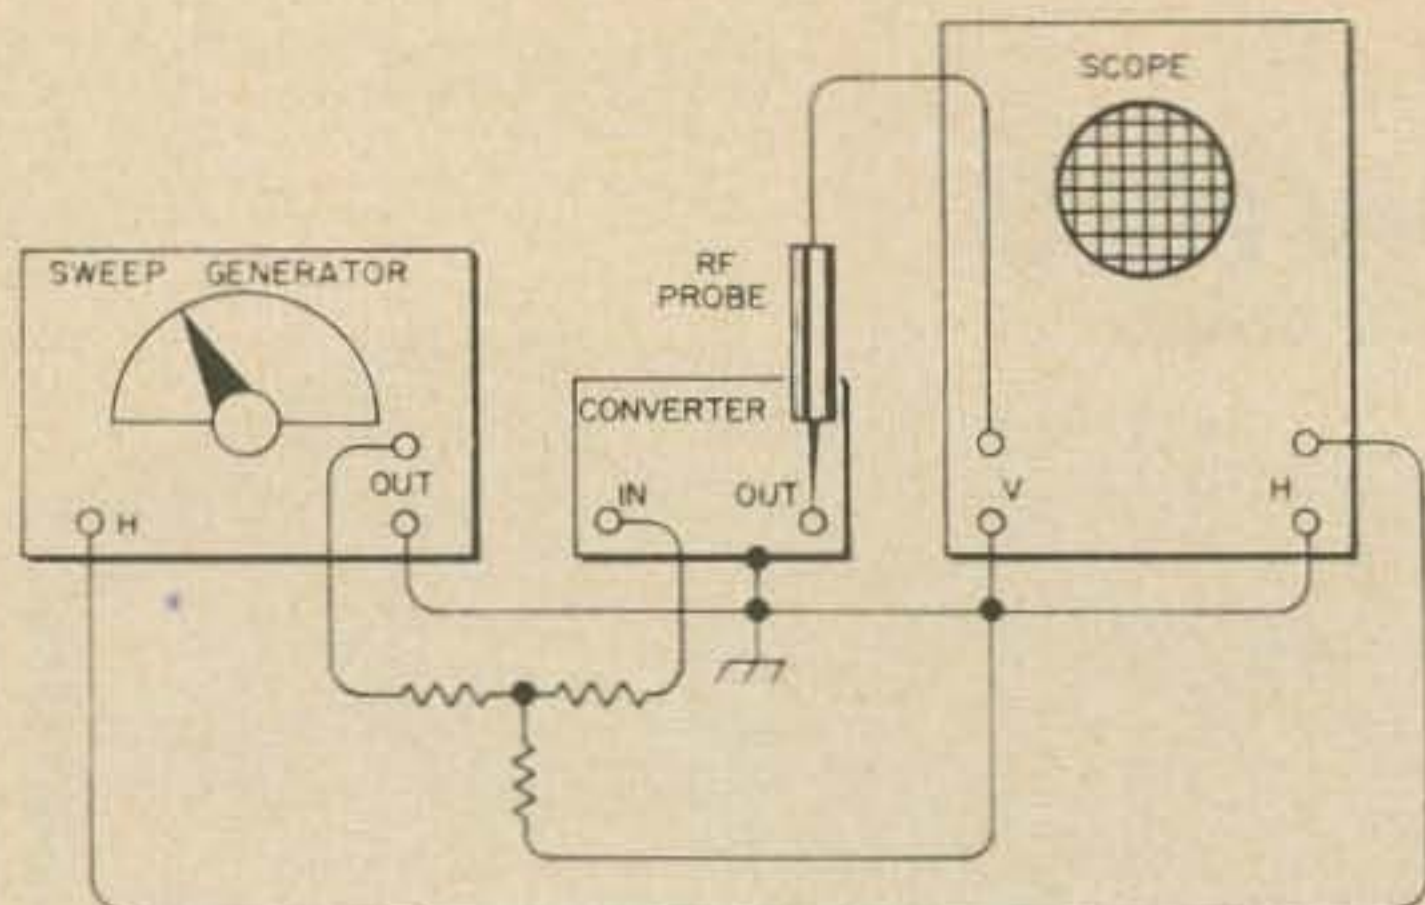 SCOPE
SWEEP GENERATOR
RF
PROBE
CONVERTER
OUT
H
IN
OUT
V
H